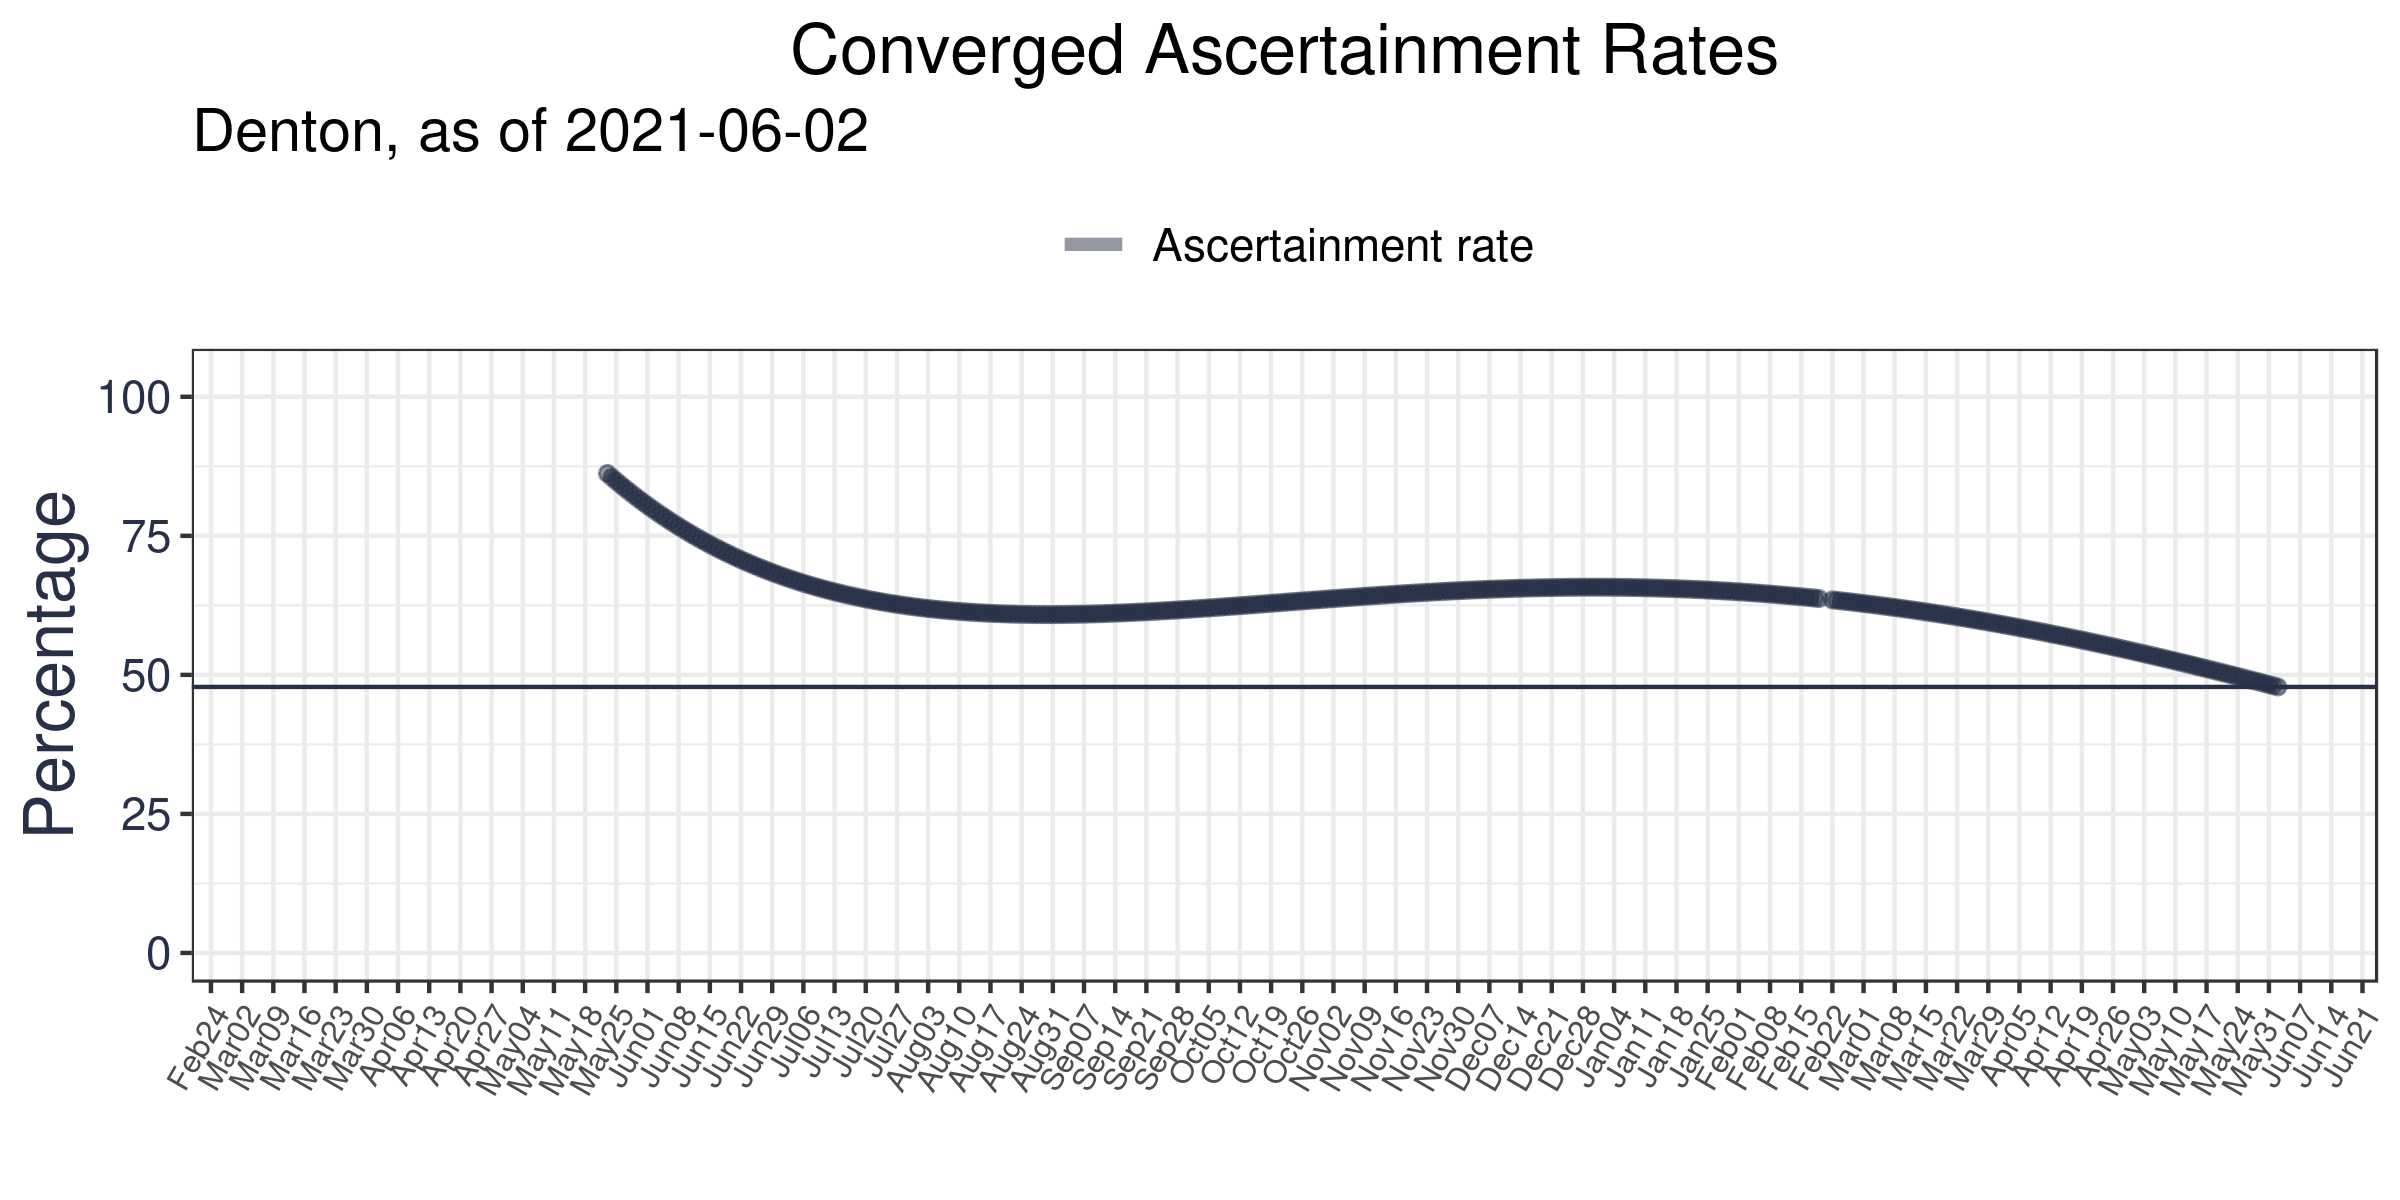 Converged Ascertainment Rates
Denton, as of 2021-06-02
Ascertainment rate
Percentage
100
75
50
25
0
Feb24 Mar02 Mar09 Mar16 Mar23 Mar30 Apr06 Apr13 Apr20 Apr27 May04 May11 May18 May25 Jun01 Jun08 Jun15 Jun22 Jun29 Jul06 Jul13 Jul20 Jul27 Aug03 Aug10 Aug17 Aug24 Aug31 Sep07 Sep14 Sep21 Sep28 Oct05 Oct12 Oct19 Oct26 Nov02 Nov09 Nov16 Nov23 Nov30 Dec07 Dec14 Dec21 Dec28 Jan04 Jan11 Jan18 Jan25 Feb01 Feb08 Feb15 Feb22 Mar01 Mar08 Mar15 Mar22 Mar29 Apr05 Apr12 Apr19 Apr26 May03 May10 May17 May24 May31 Jun07 Jun14 Jun21